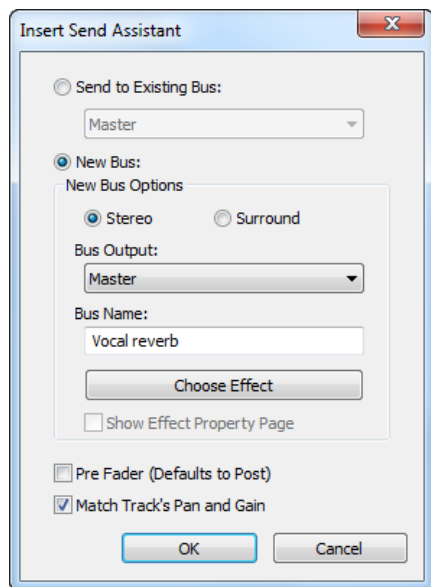 Insert Send Assistant
Send to Existing Bus:
Master
New Bus:
New Bus Options
Stereo
Surround
Bus Output:
Master
Bus Name:
Vocal reverb
Choose Effect
Show Effect Property Page
Pre Fader (Defaults to Post)
Match Track's Pan and Gain
OK
Cancel